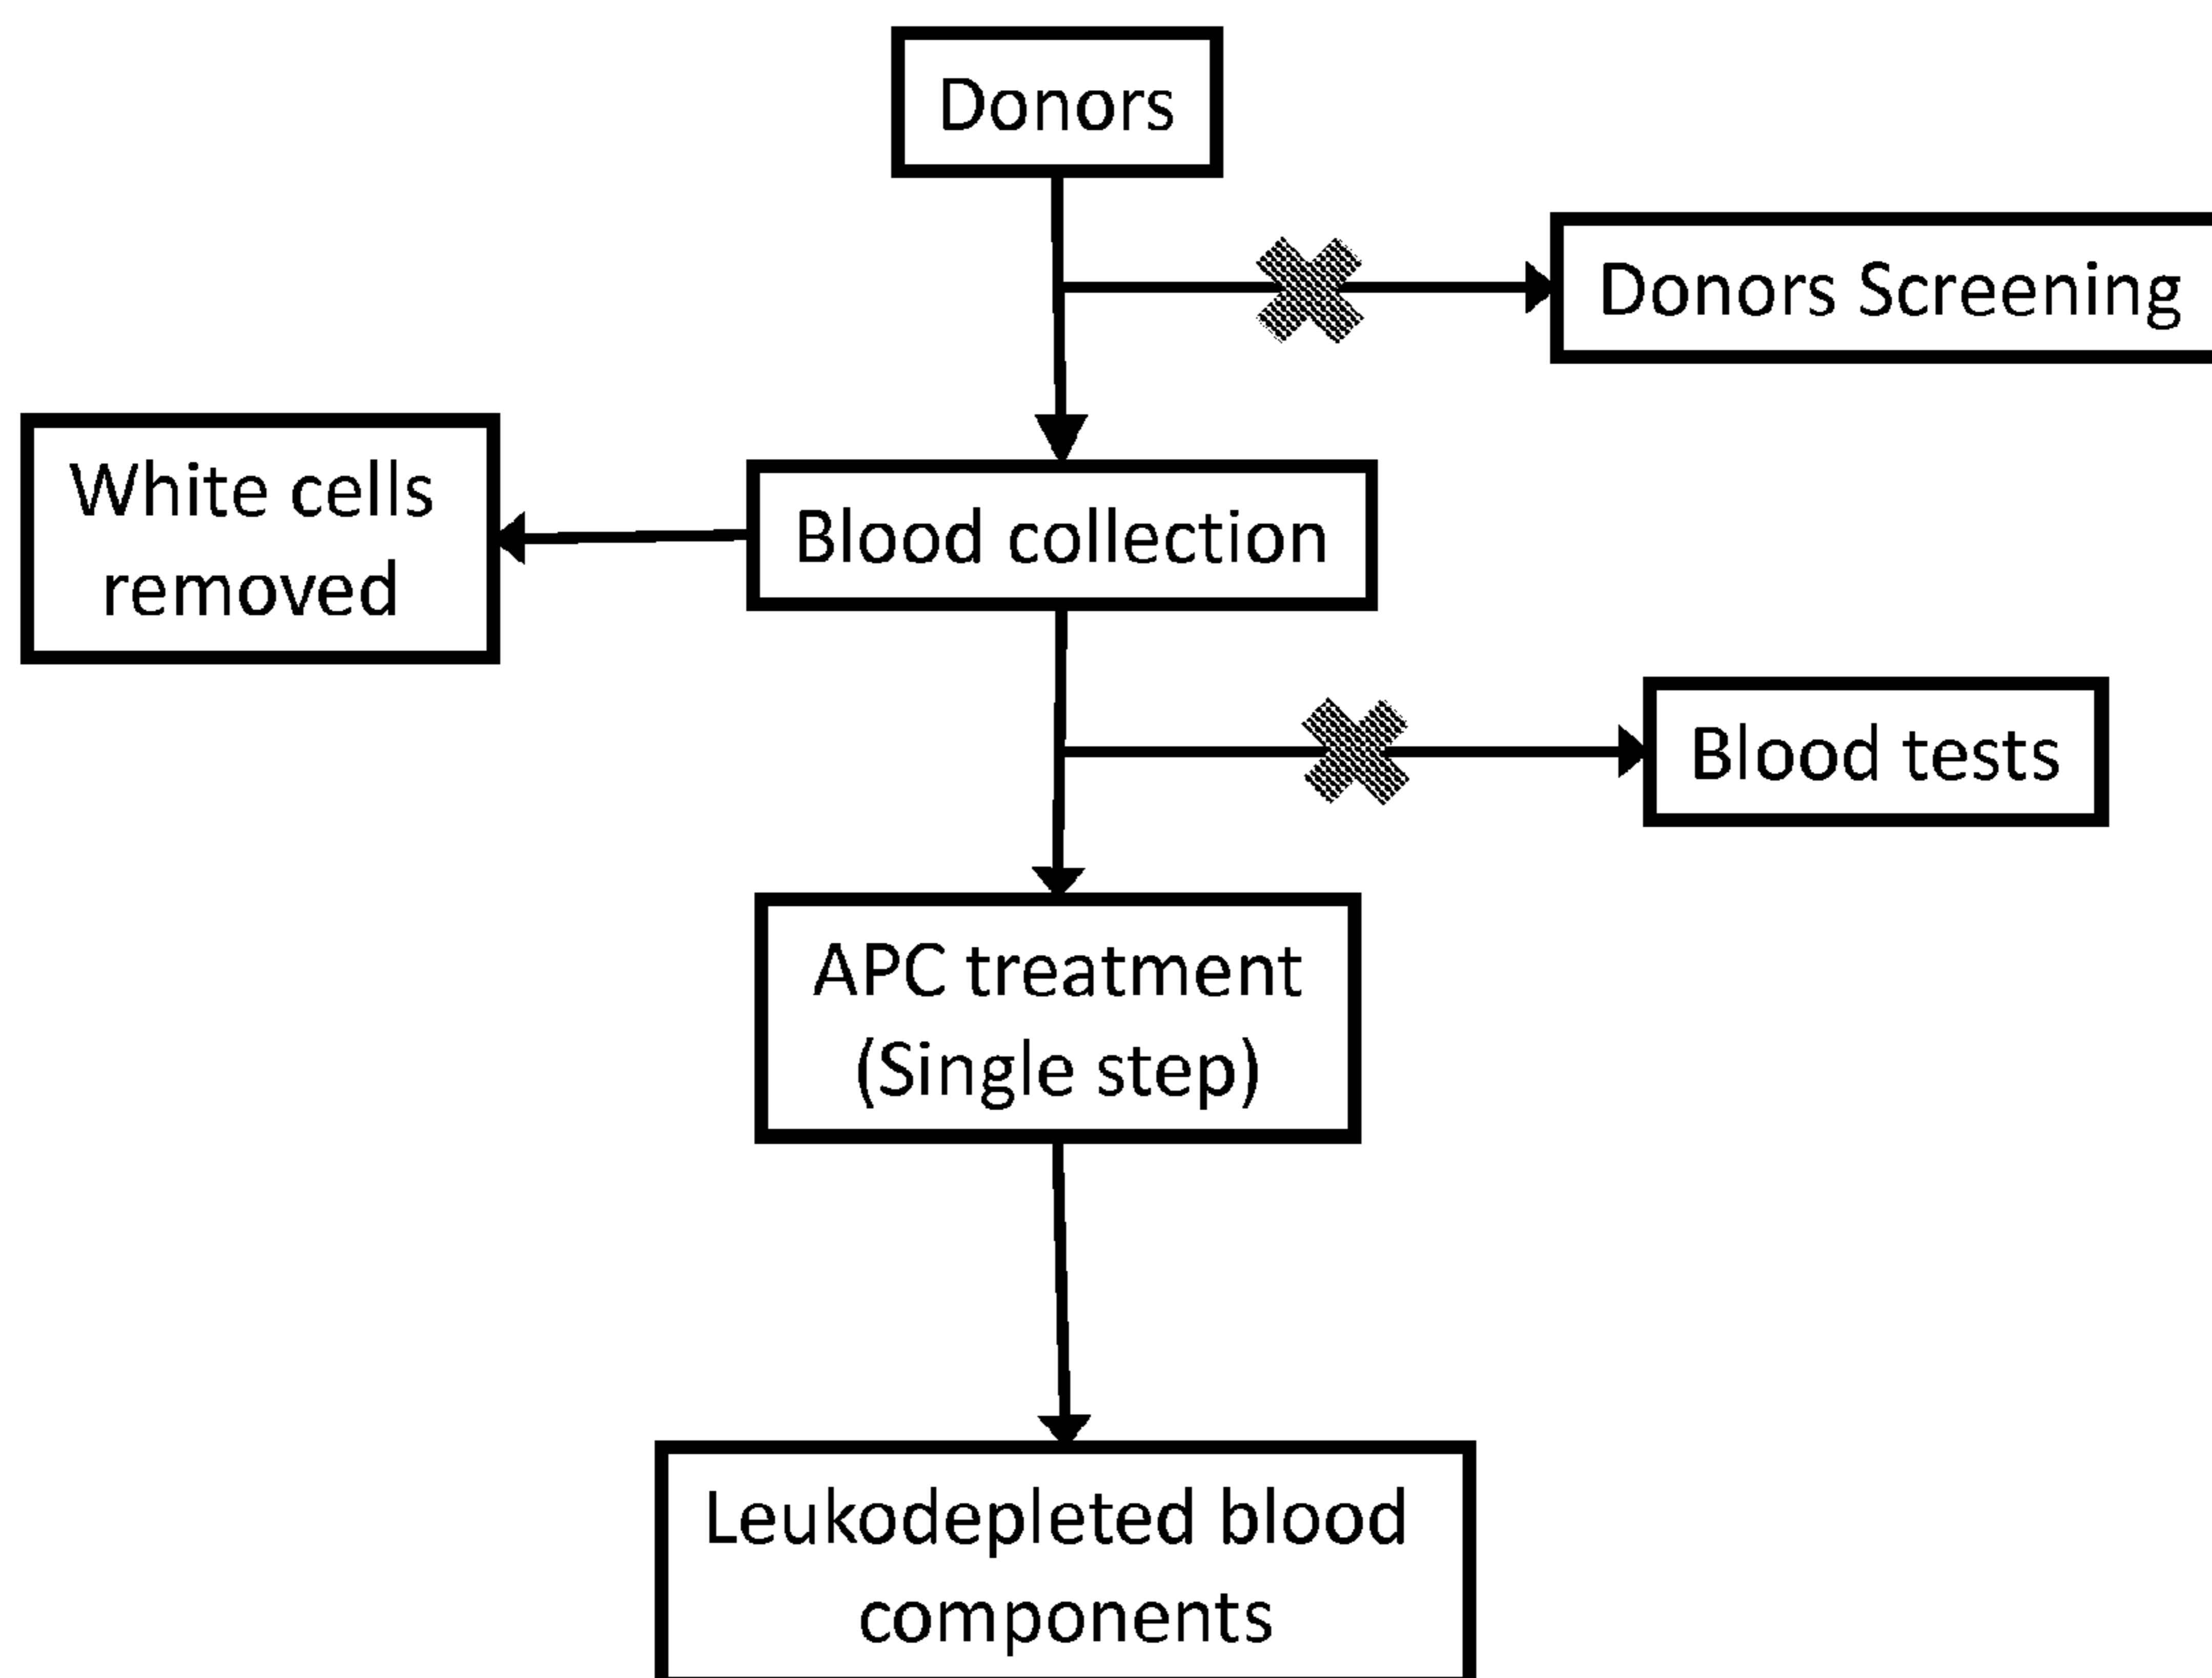 Donors
Donors Screening
White cells
removed
Blood collection
Blood tests
APC treatment
(Single step)
Leukodepleted blood
components